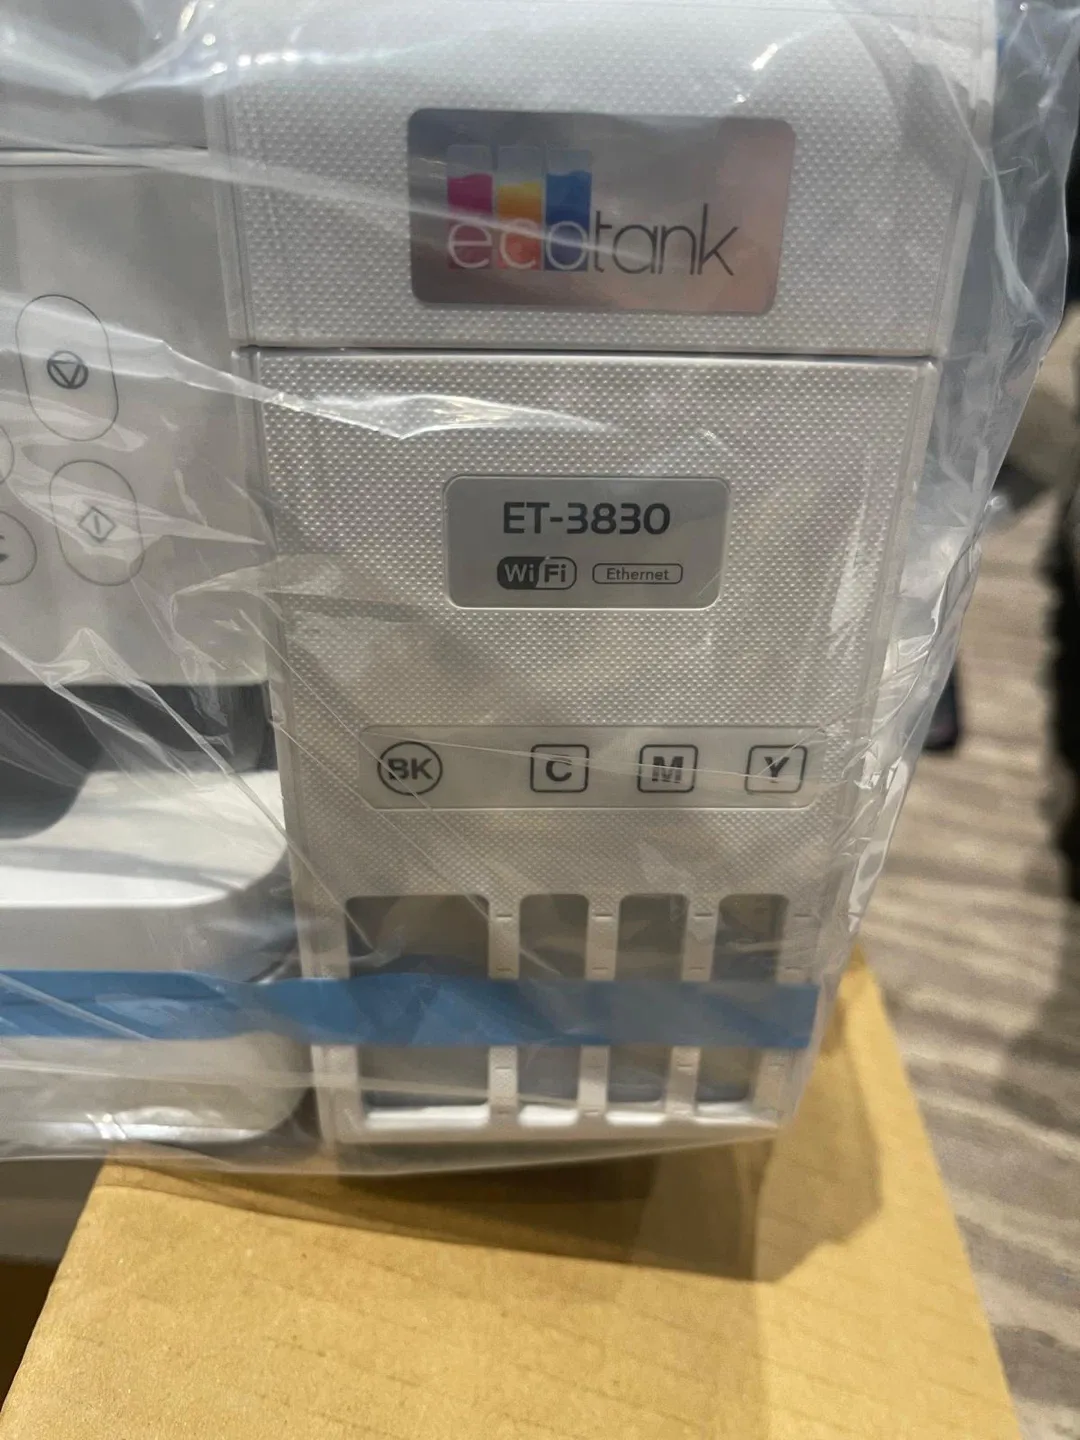 ecotank
ET-3830
WiFi Ethernet
BK C M Y